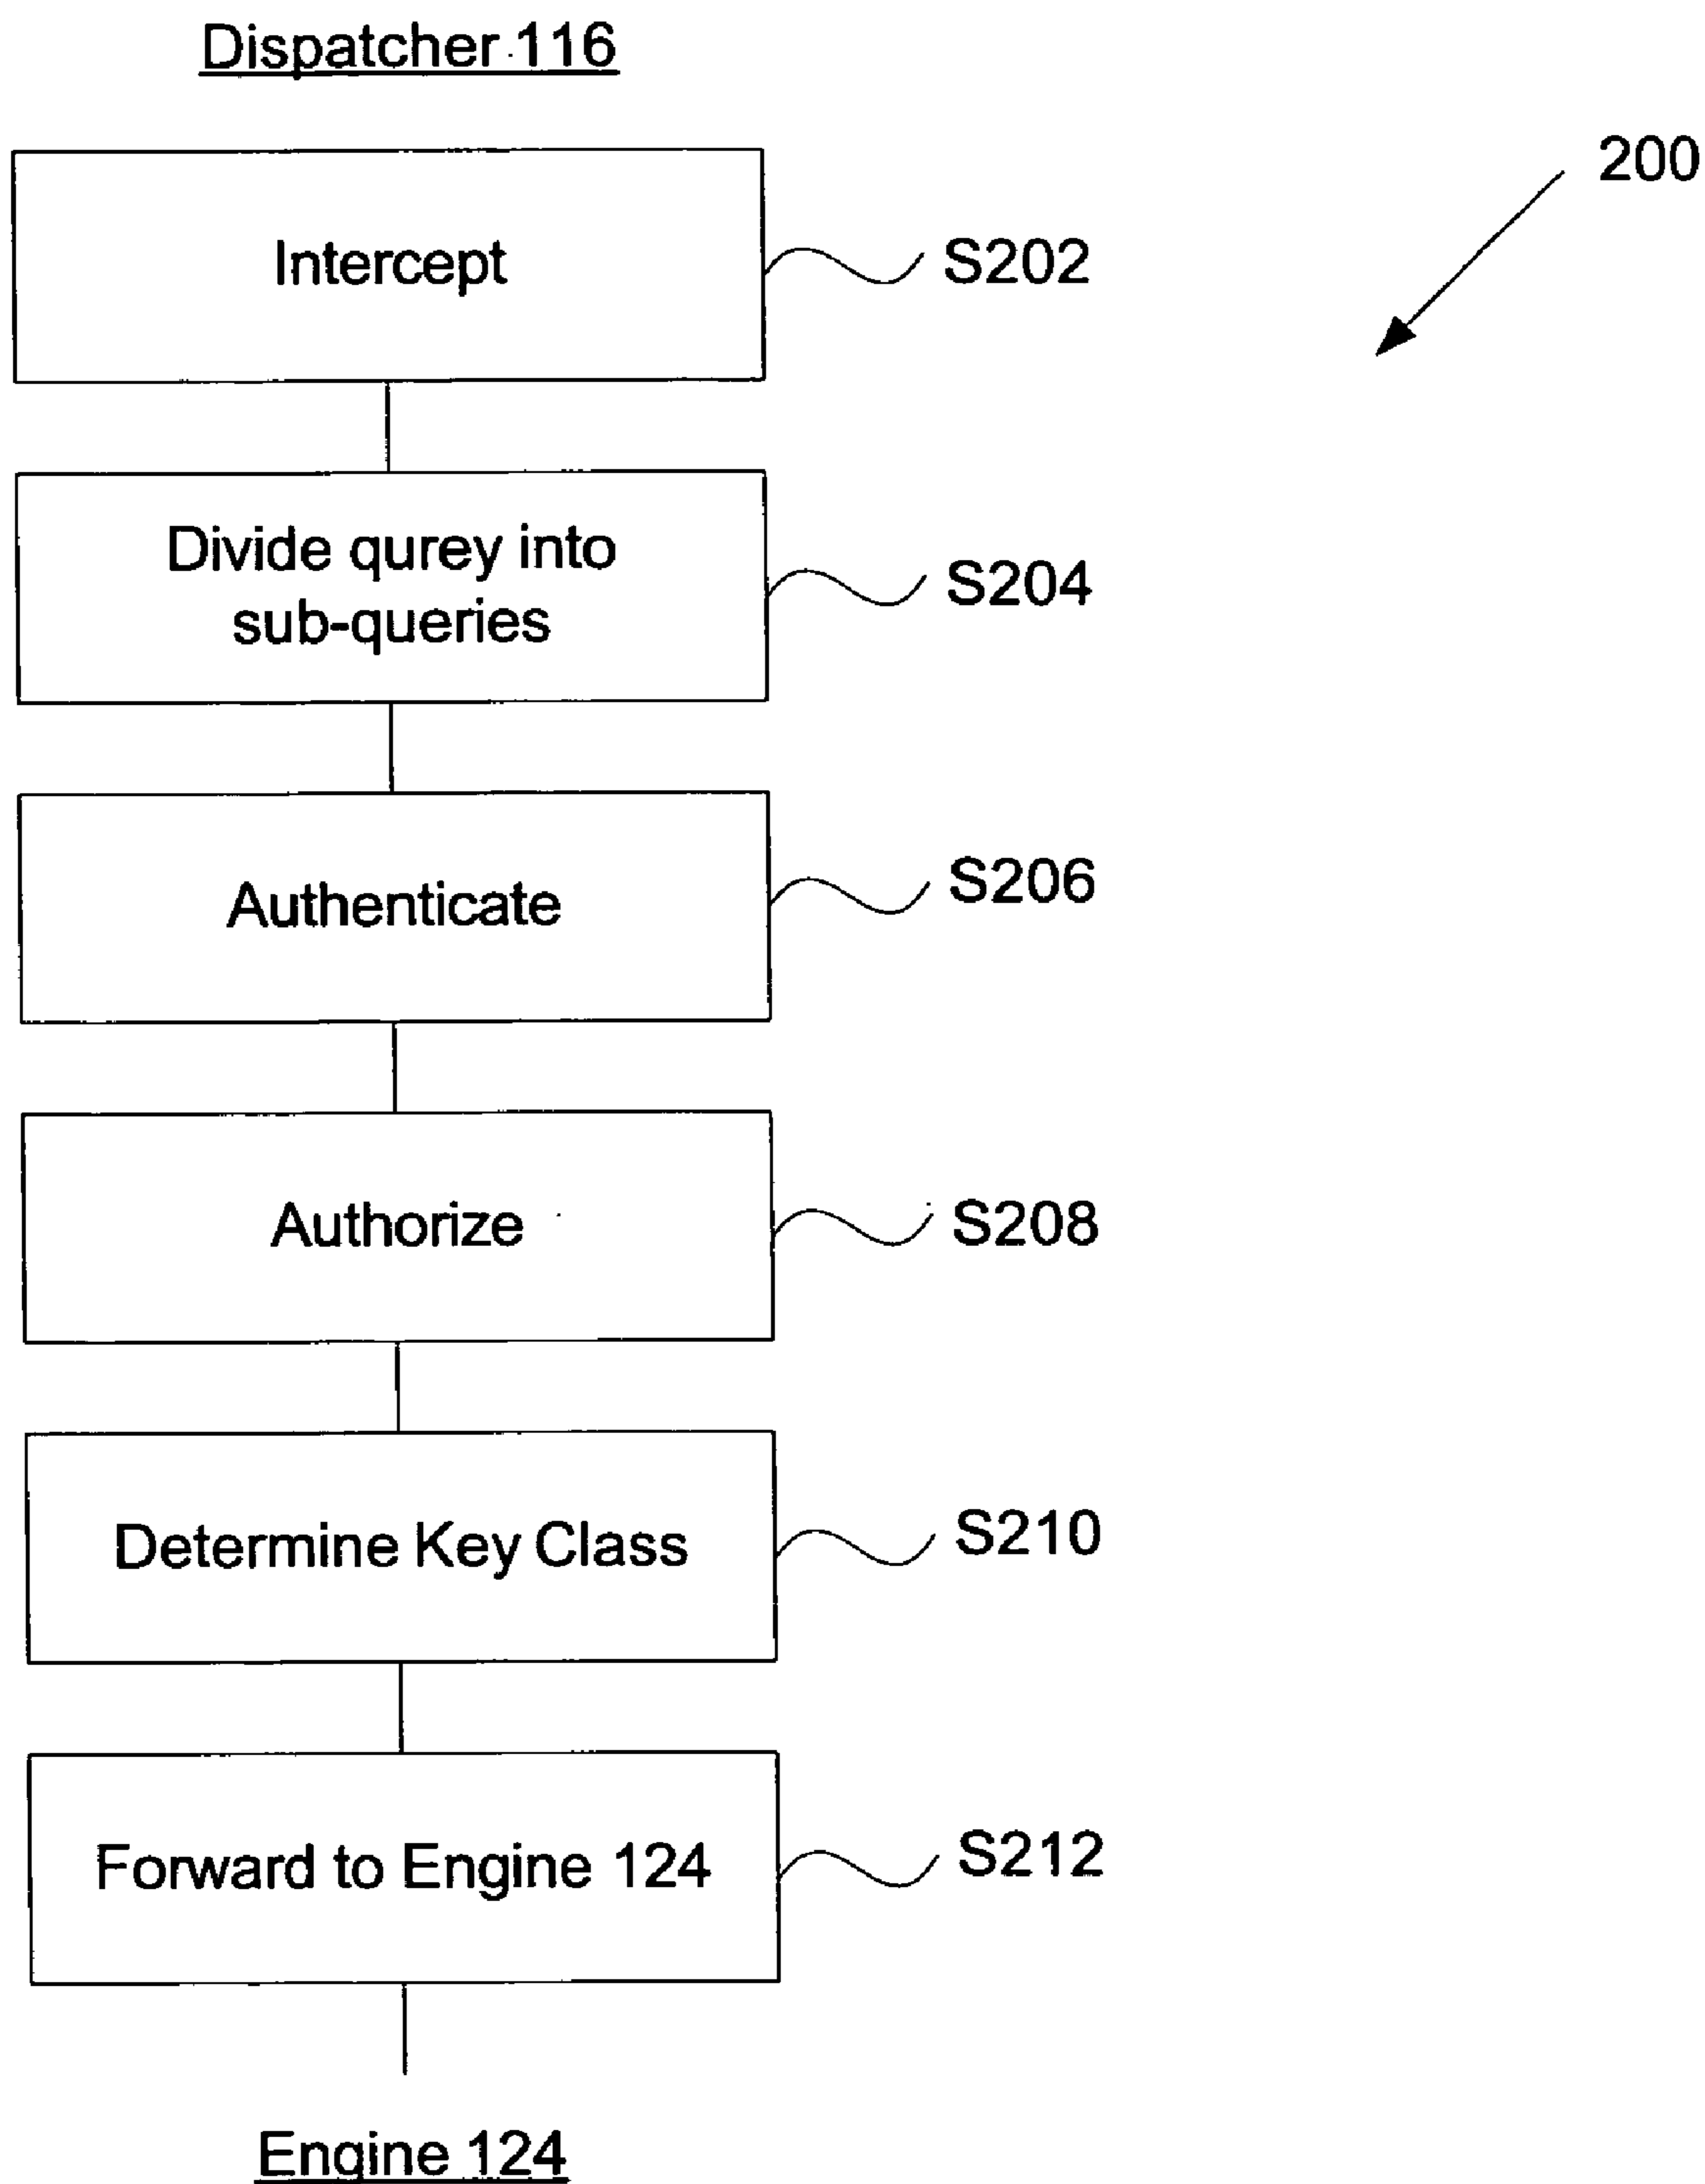 Dispatcher 116
200
Intercept
S202
Divide qurey into
sub-queries
S204
Authenticate
S206
Authorize
S208
Determine Key Class
S210
Forward to Engine 124
S212
Engine 124